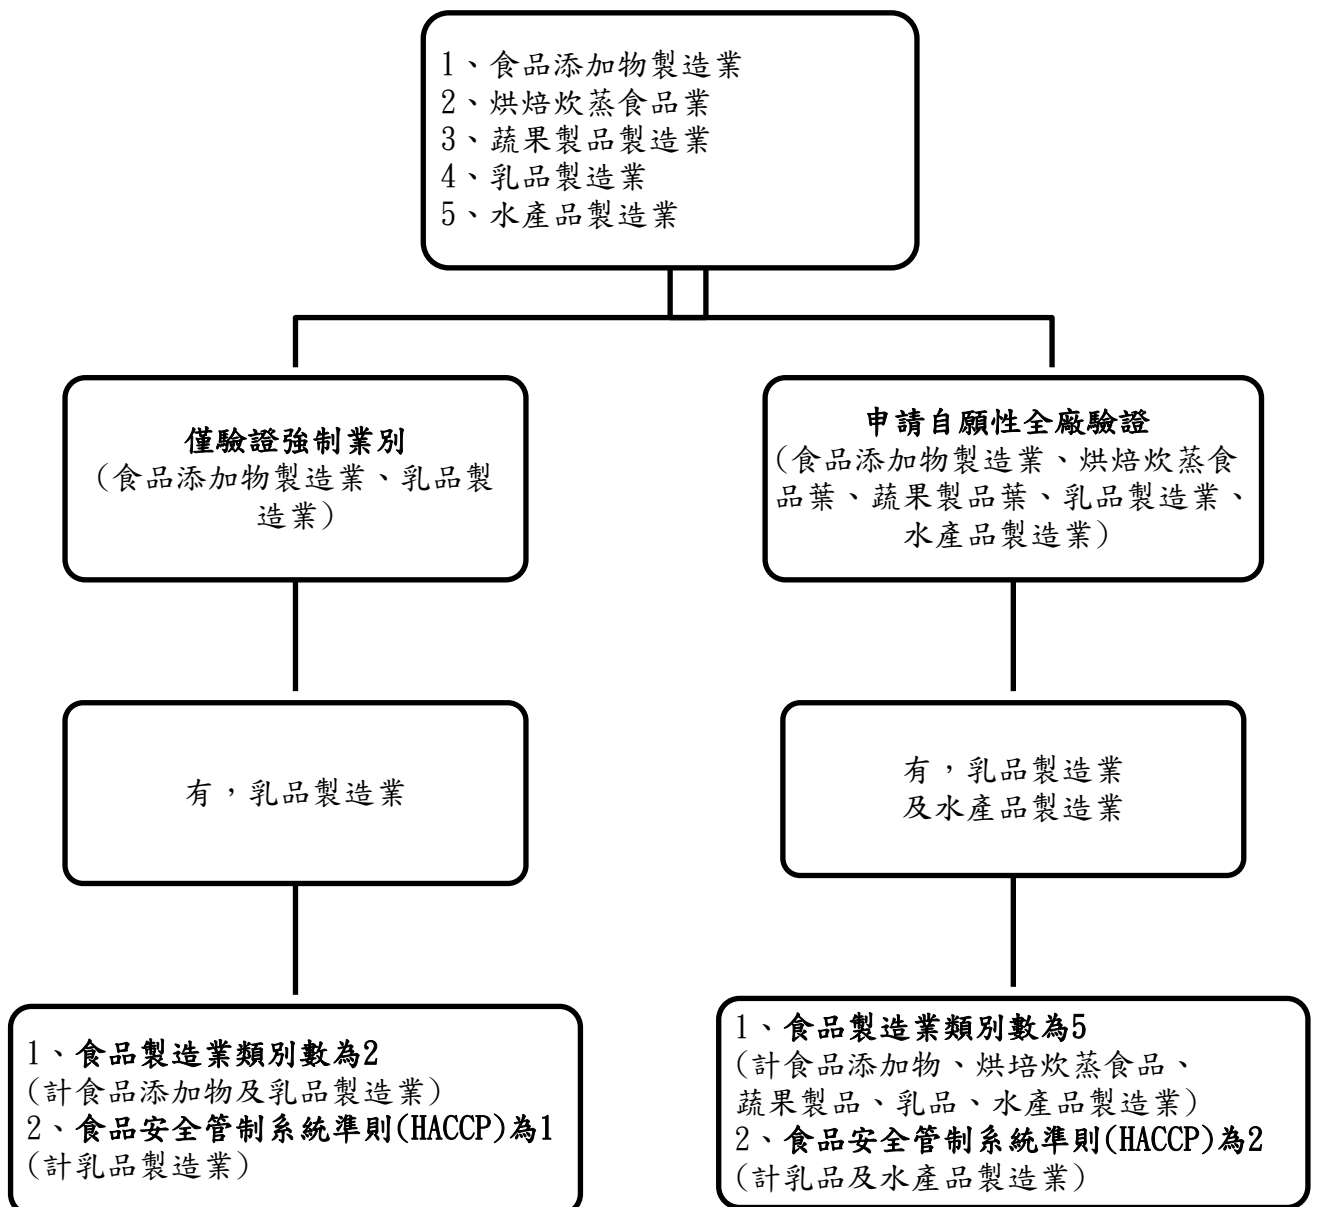 1、食品添加物製造業
2、烘焙炊蒸食品業
3、蔬果製品製造業
4、乳品製造業
5、水產品製造業
僅驗證強制業別
(食品添加物製造業、乳品製
造業)
申請自願性全廠驗證
(食品添加物製造業、烘焙炊蒸食
品葉、蔬果製品葉、乳品製造業、
水產品製造業)
有，乳品製造業
有，乳品製造業
及水產品製造業
1、食品製造業類別數為2
(計食品添加物及乳品製造業)
2、食品安全管制系統準則(HACCP)為1
(計乳品製造業)
1、食品製造業類別數為5
(計食品添加物、烘培炊蒸食品、
蔬果製品、乳品、水產品製造業)
2、食品安全管制系統準則(HACCP)為2
(計乳品及水產品製造業)